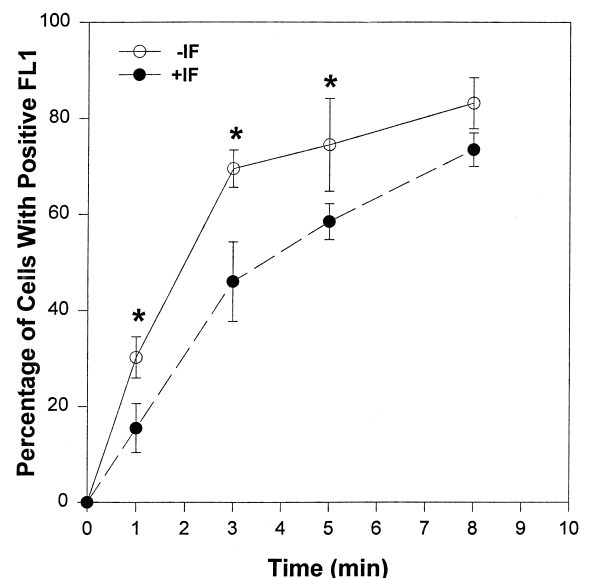 100
80
60
40
20
0
-IF
+IF
*
*
*
Percentage of Cells With Positive FL1
0 1 2 3 4 5 6 7 8 9 10
Time (min)